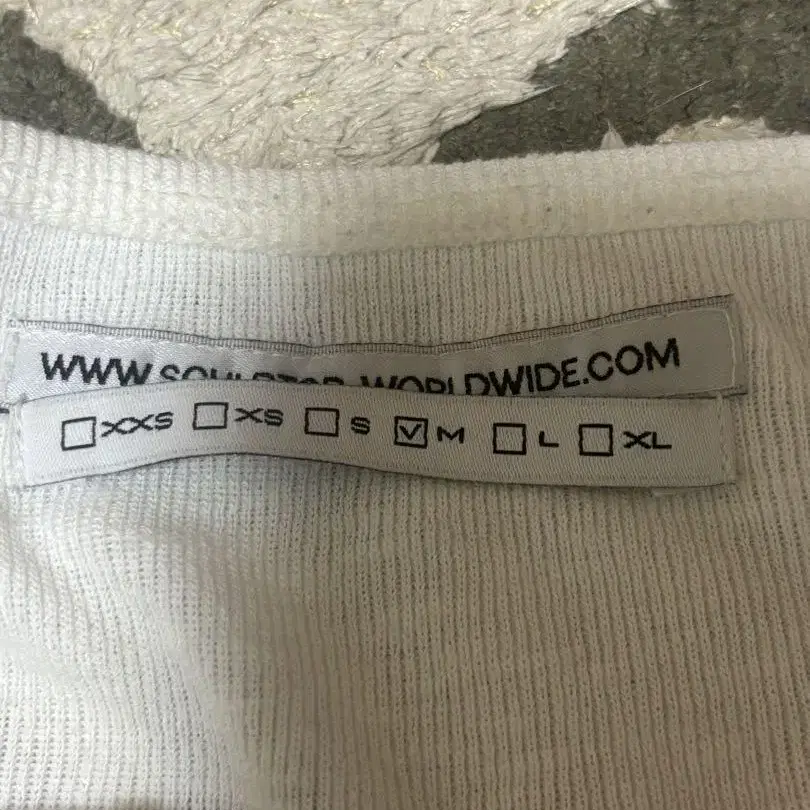 WWW.SCULPTOR-WORLDWIDE.COM
☐XXS ☐XS ☐S ☑M ☐L ☐XL